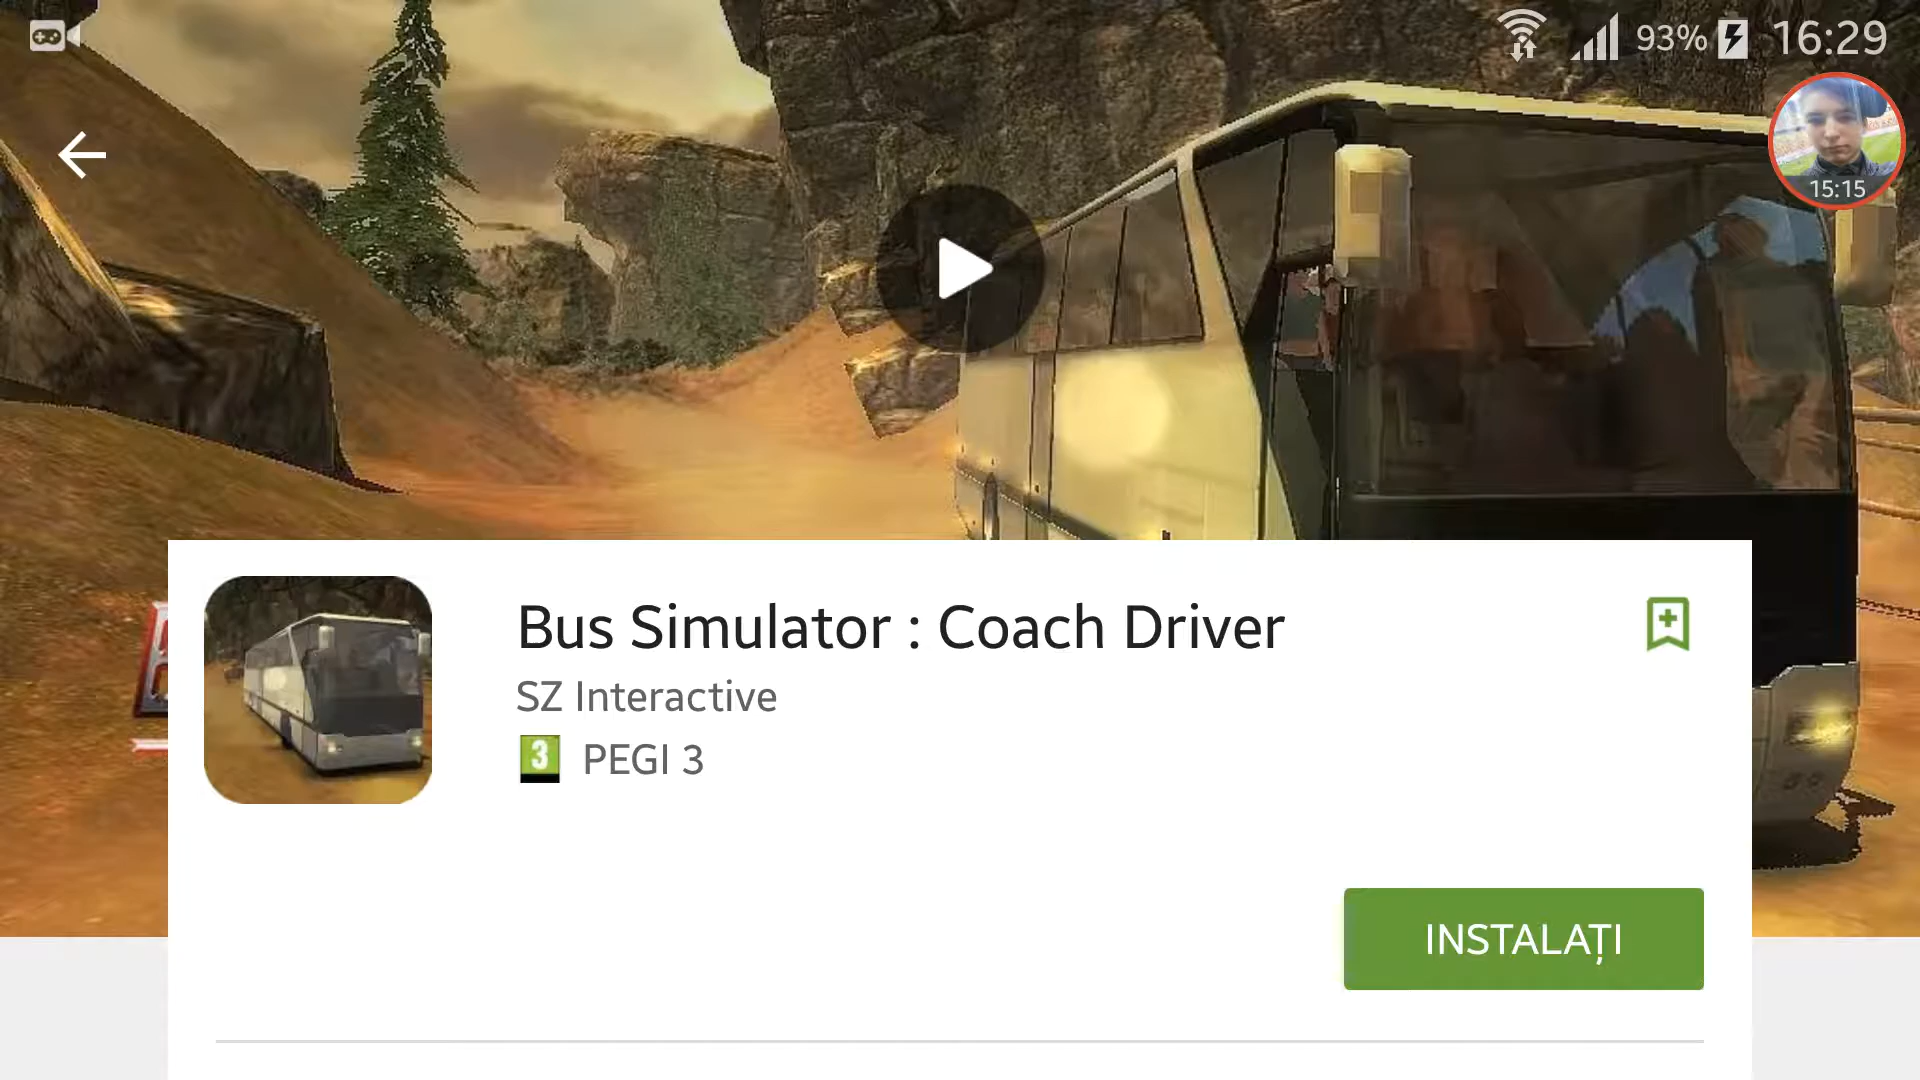 93% 16:29
15:15
Bus Simulator : Coach Driver
SZ Interactive
3 PEGI 3
INSTALAȚI